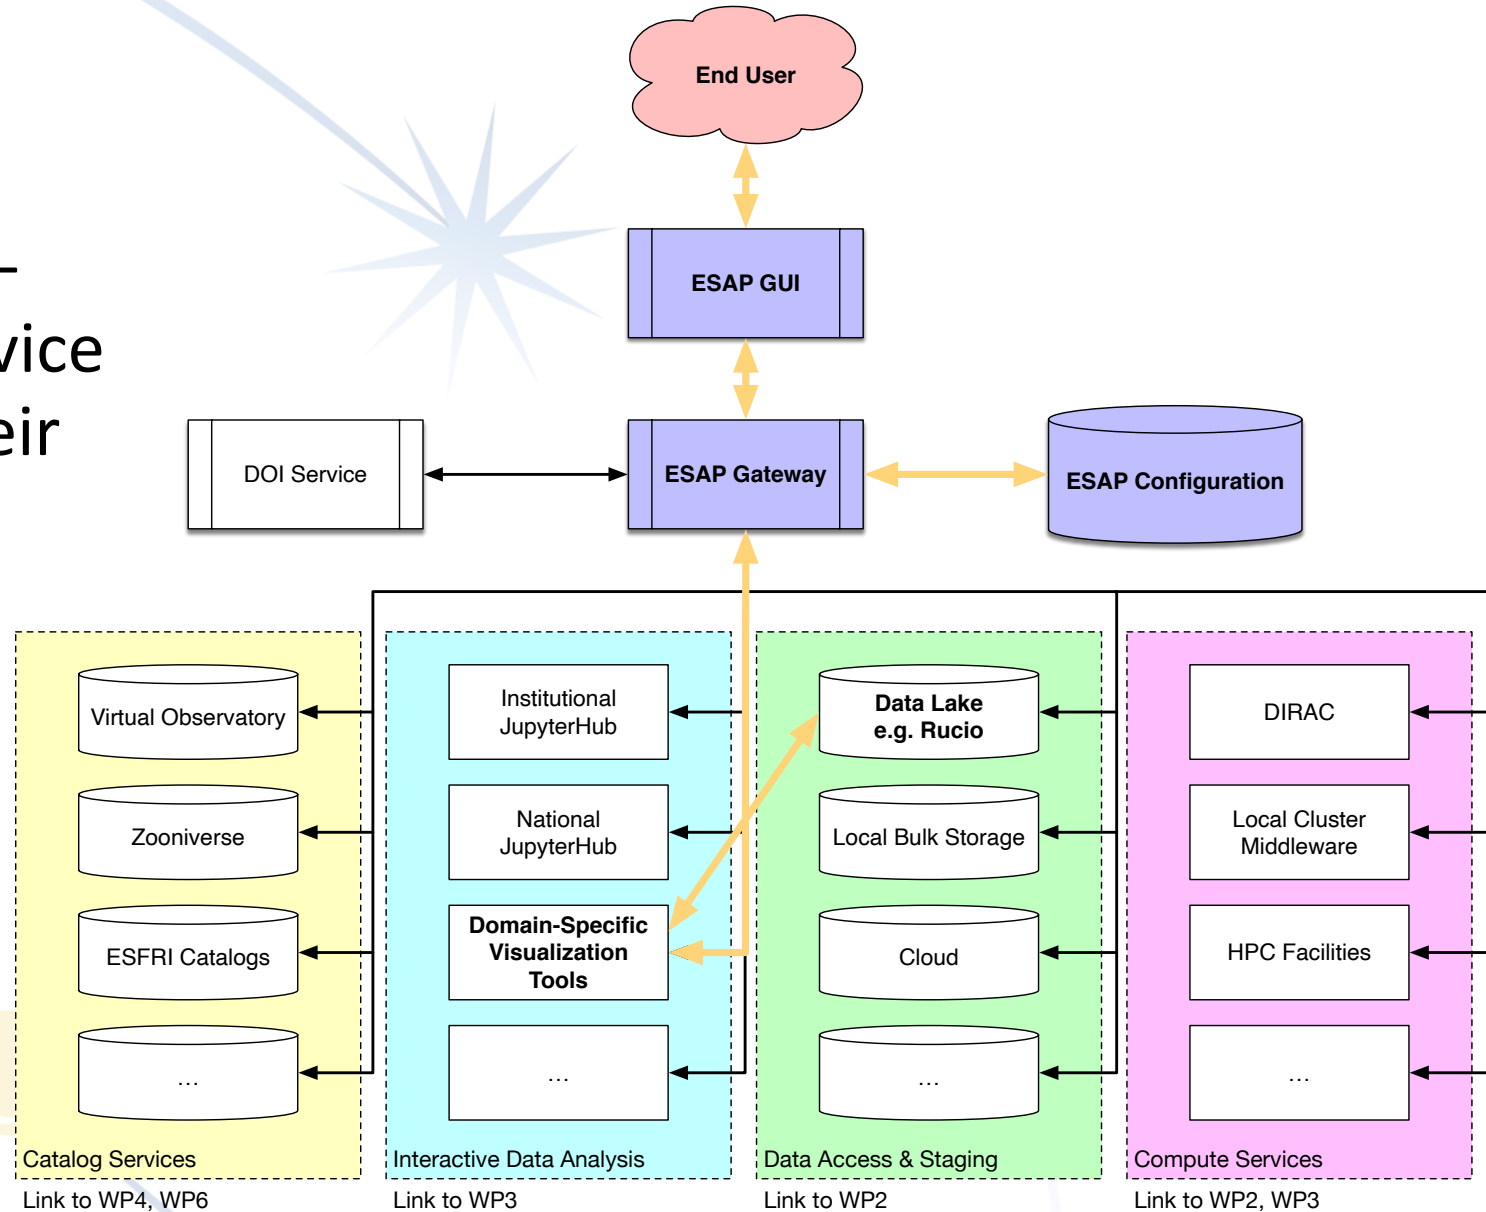 End User
ESAP GUI
–
vice
eir
DOI Service
ESAP Gateway
ESAP Configuration
Virtual Observatory
Zooniverse
ESFRI Catalogs
...
Catalog Services
Link to WP4, WP6
Institutional
JupyterHub
National
JupyterHub
Domain-Specific
Visualization
Tools
...
Interactive Data Analysis
Link to WP3
Data Lake
e.g. Rucio
Local Bulk Storage
Cloud
...
Data Access & Staging
Link to WP2
DIRAC
Local Cluster
Middleware
HPC Facilities
...
Compute Services
Link to WP2, WP3